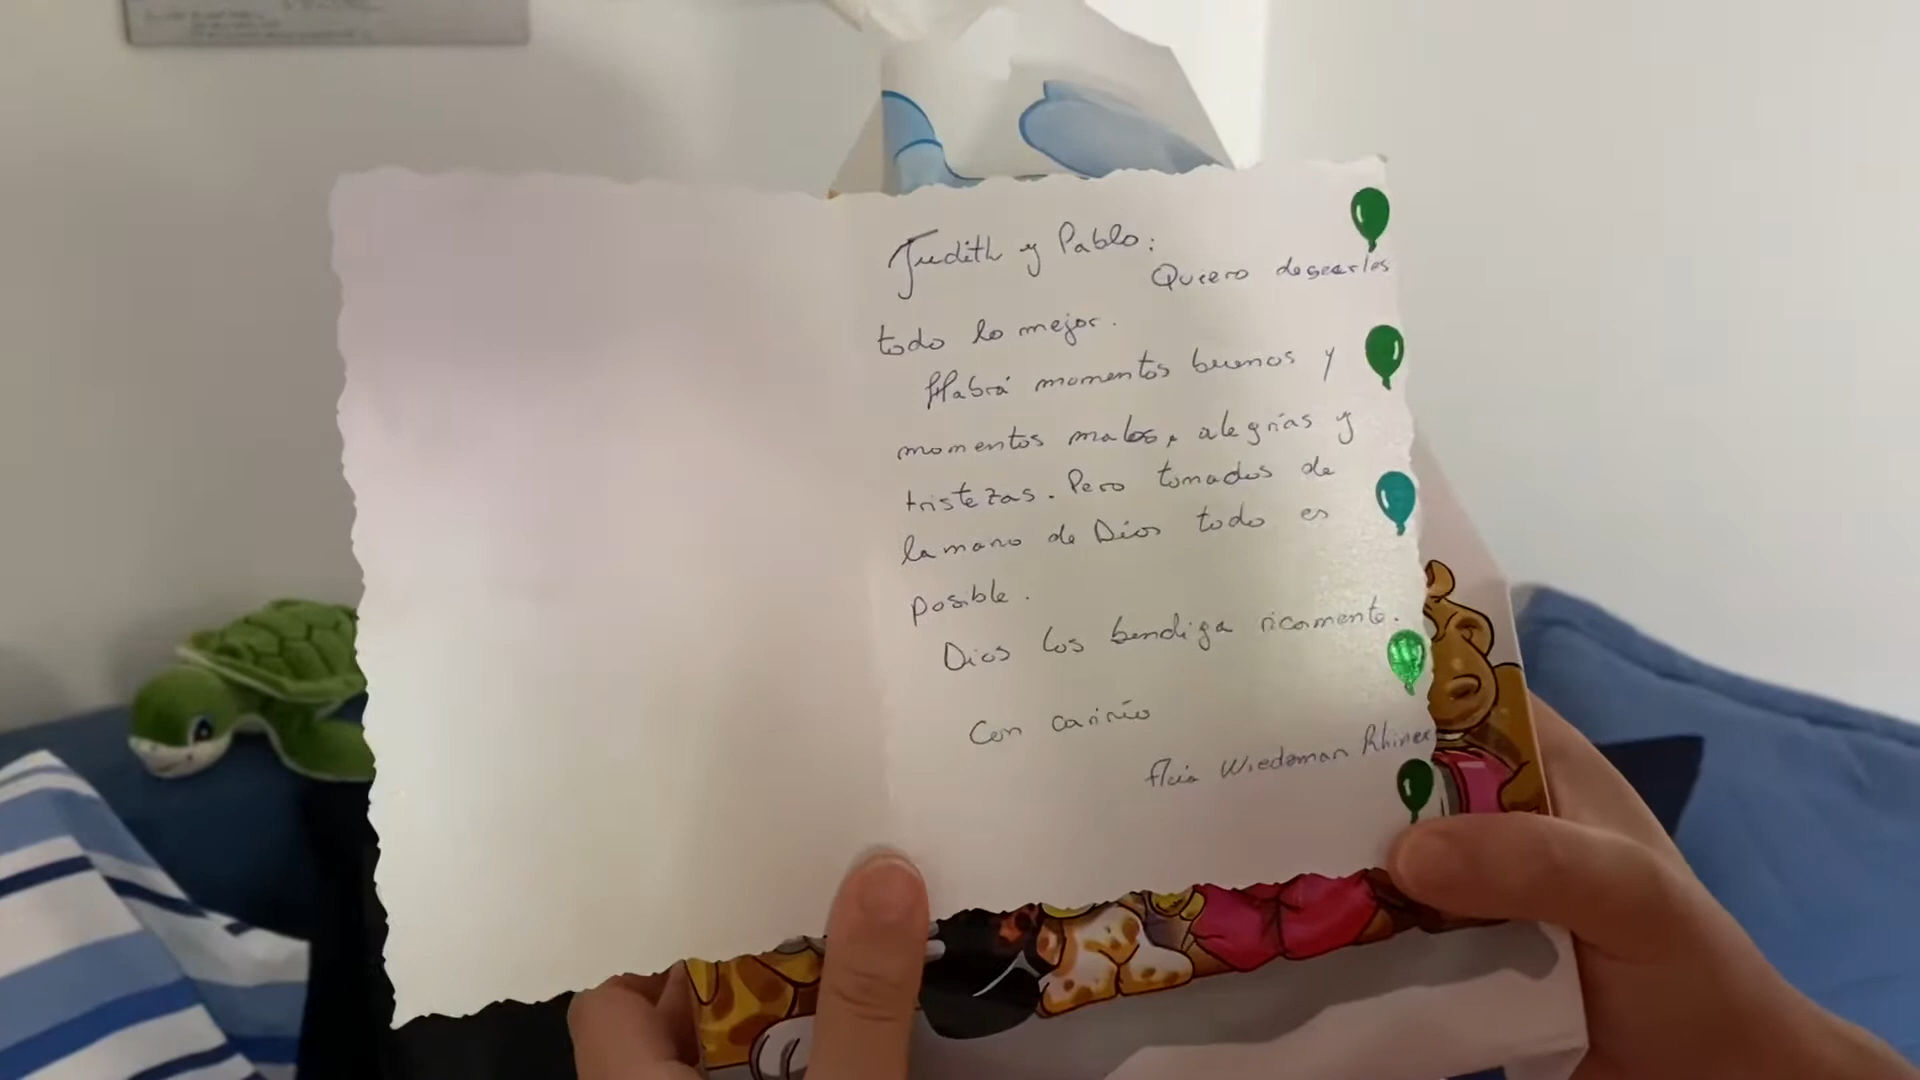 Judith y Pablo:
Quiero desearles
todo lo mejor.
Habrá momentos buenos y
momentos malos, alegrías y
tristezas. Pero tomados de
la mano de Dios todo es
posible.
Dios los bendiga ricamente.
Con cariño
Wiedeman